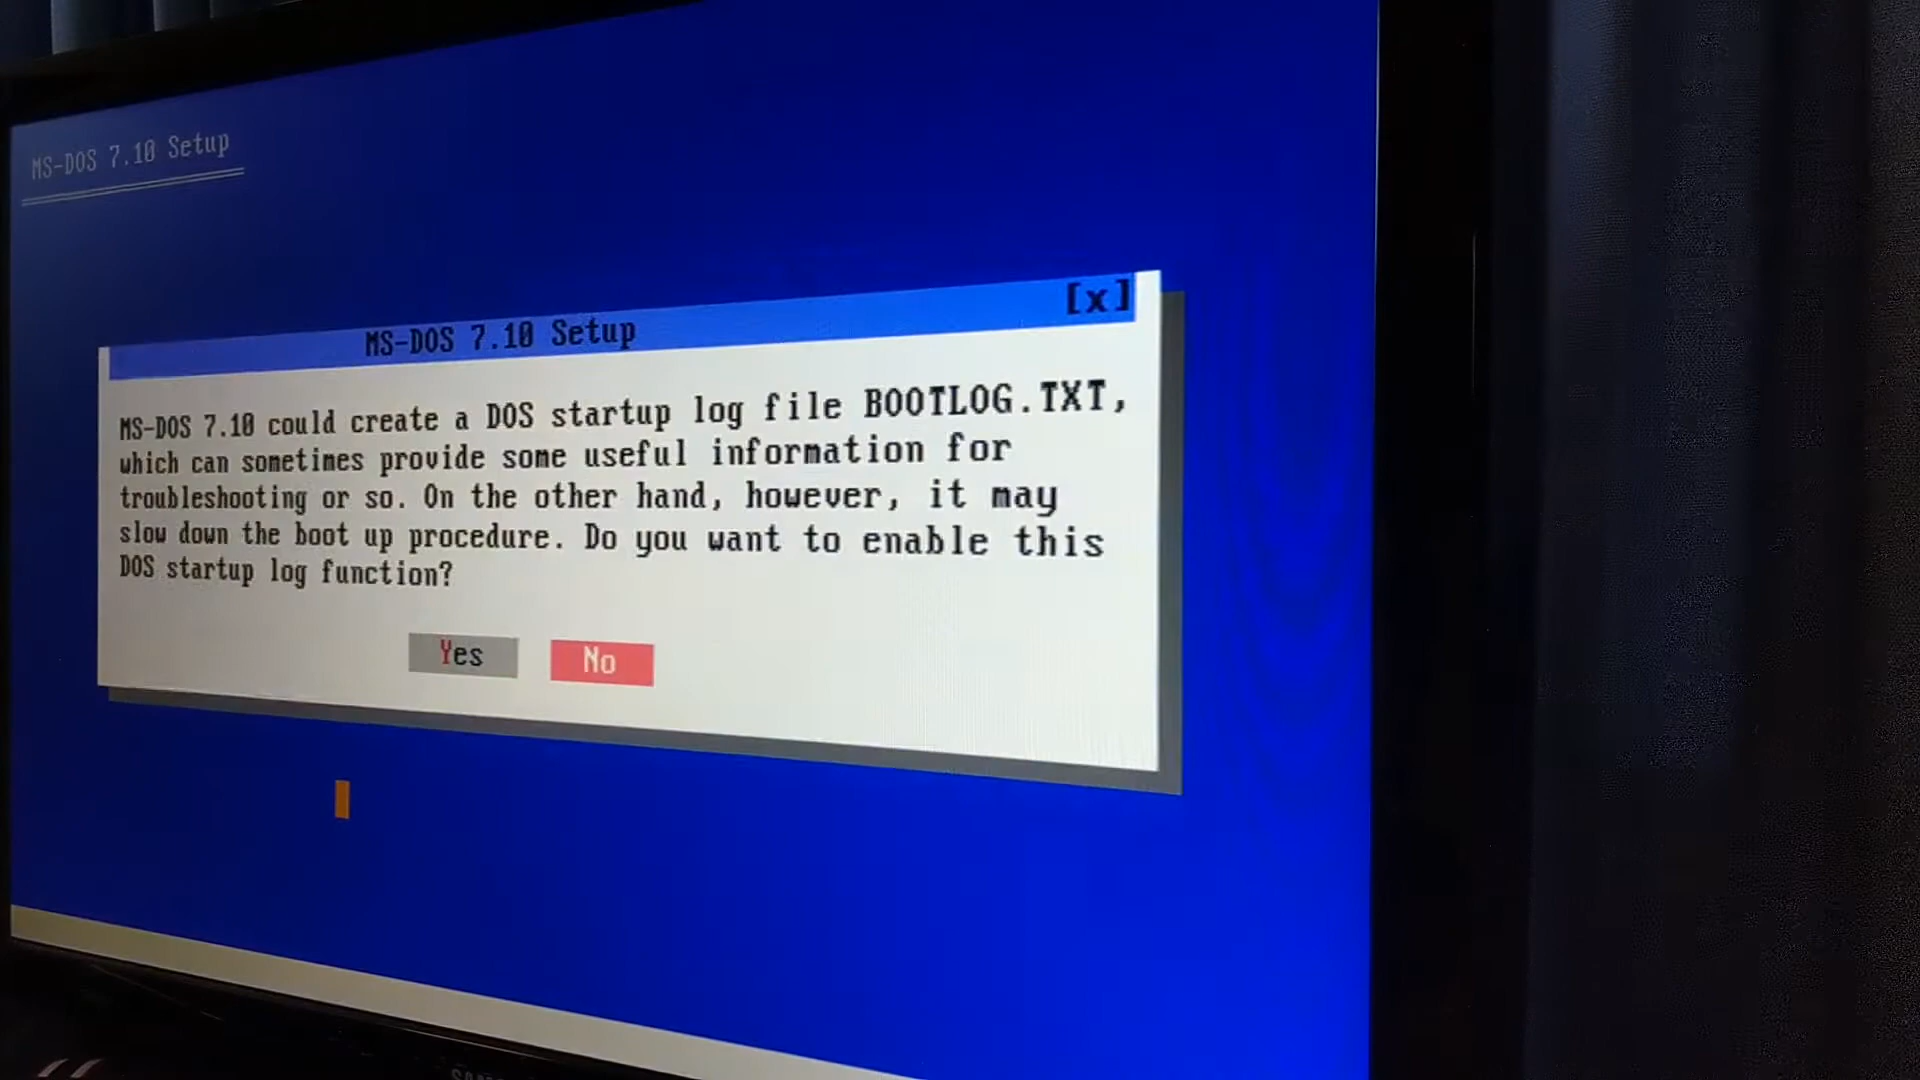 MS-DOS 7.10 Setup
MS-DOS 7.10 Setup [x]
MS-DOS 7.10 could create a DOS startup log file BOOTLOG.TXT,
which can sometimes provide some useful information for
troubleshooting or so. On the other hand, however, it may
slow down the boot up procedure. Do you want to enable this
DOS startup log function?
Yes No